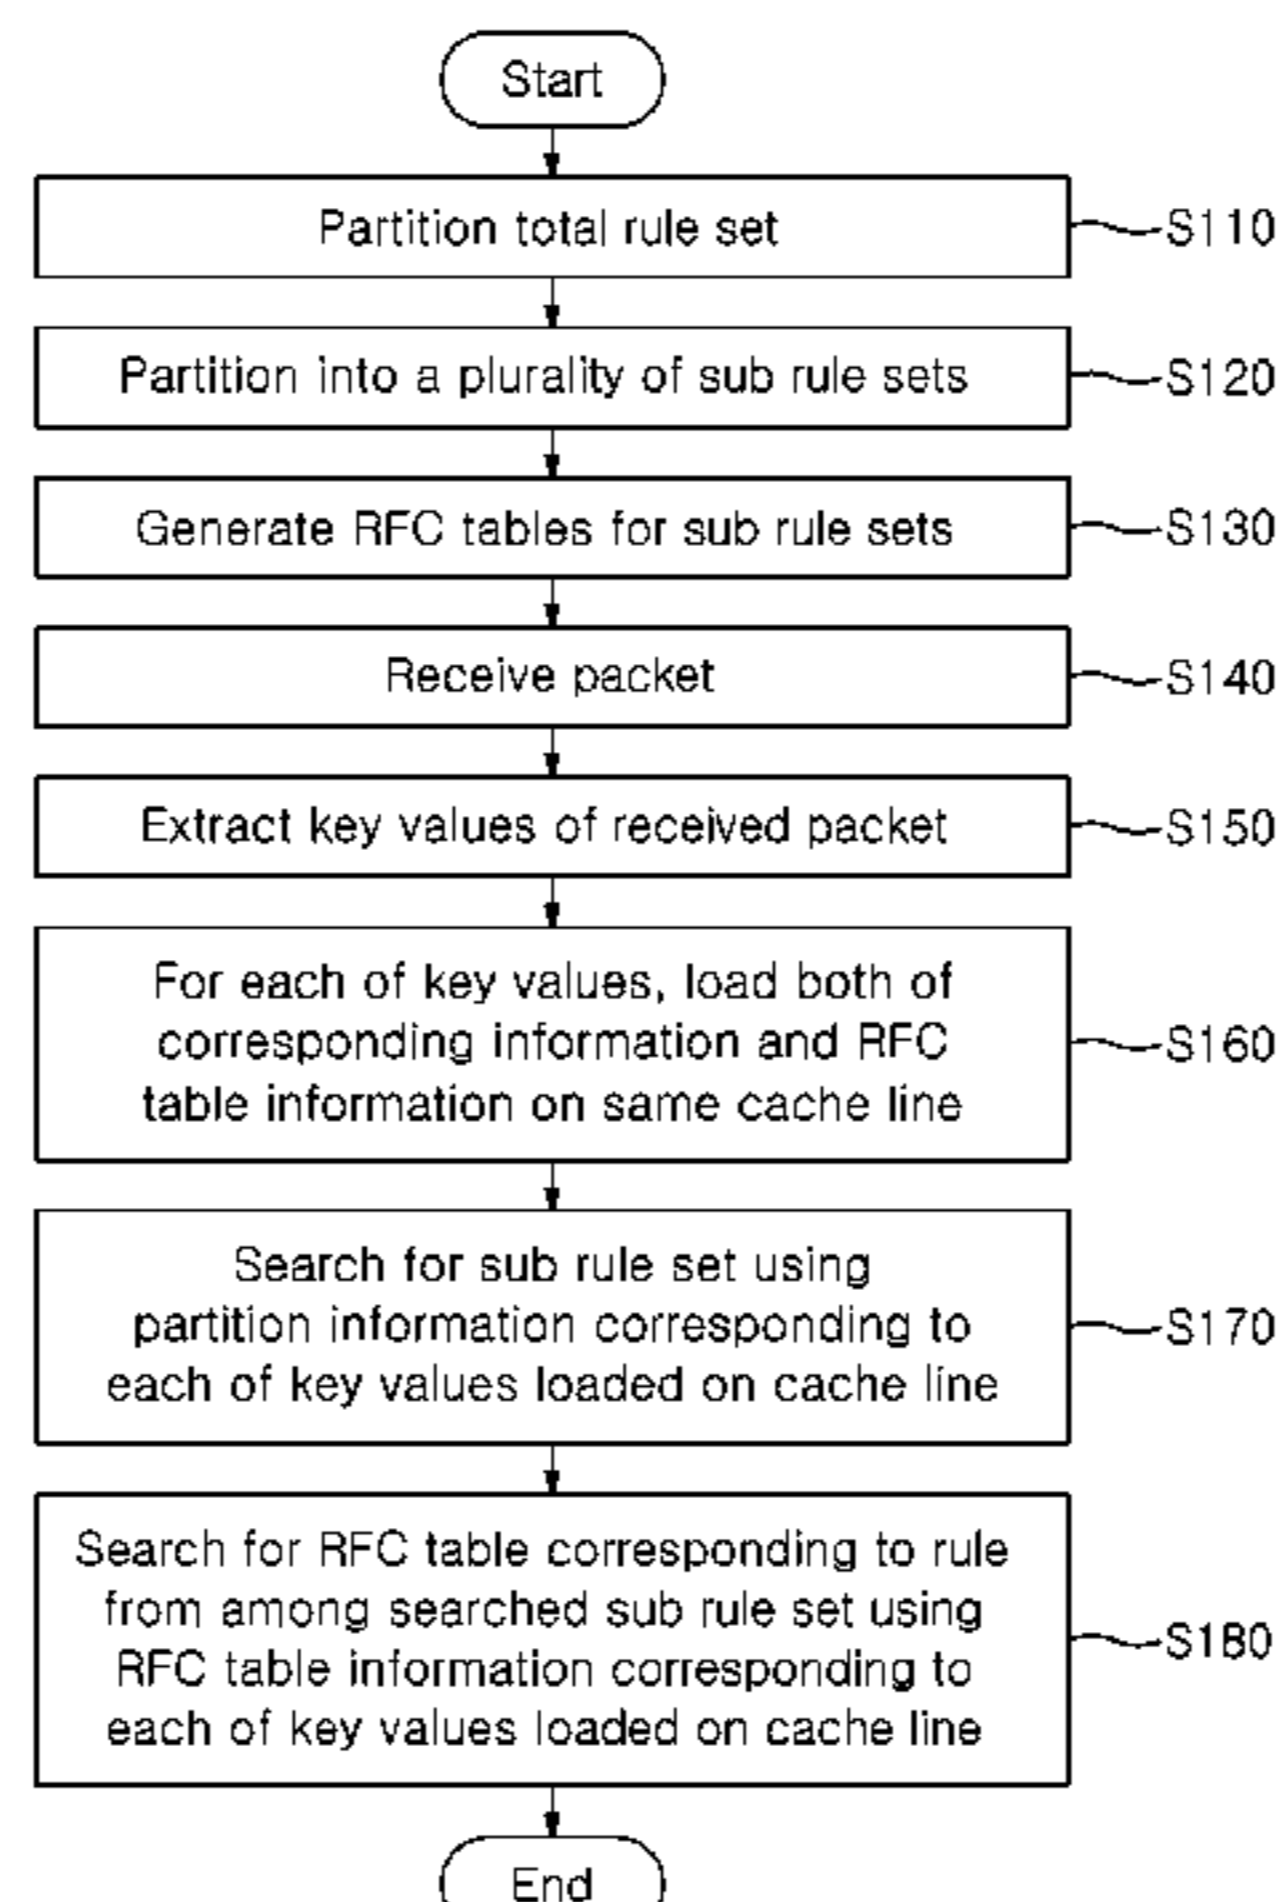 Start
Partition total rule set
S110
Partition into a plurality of sub rule sets
S120
Generate RFC tables for sub rule sets
S130
Receive packet
S140
Extract key values of received packet
S150
For each of key values, load both of
corresponding information and RFC
table information on same cache line
S160
Search for sub rule set using
partition information corresponding to
each of key values loaded on cache line
S170
Search for RFC table corresponding to rule
from among searched sub rule set using
RFC table information corresponding to
each of key values loaded on cache line
S180
End